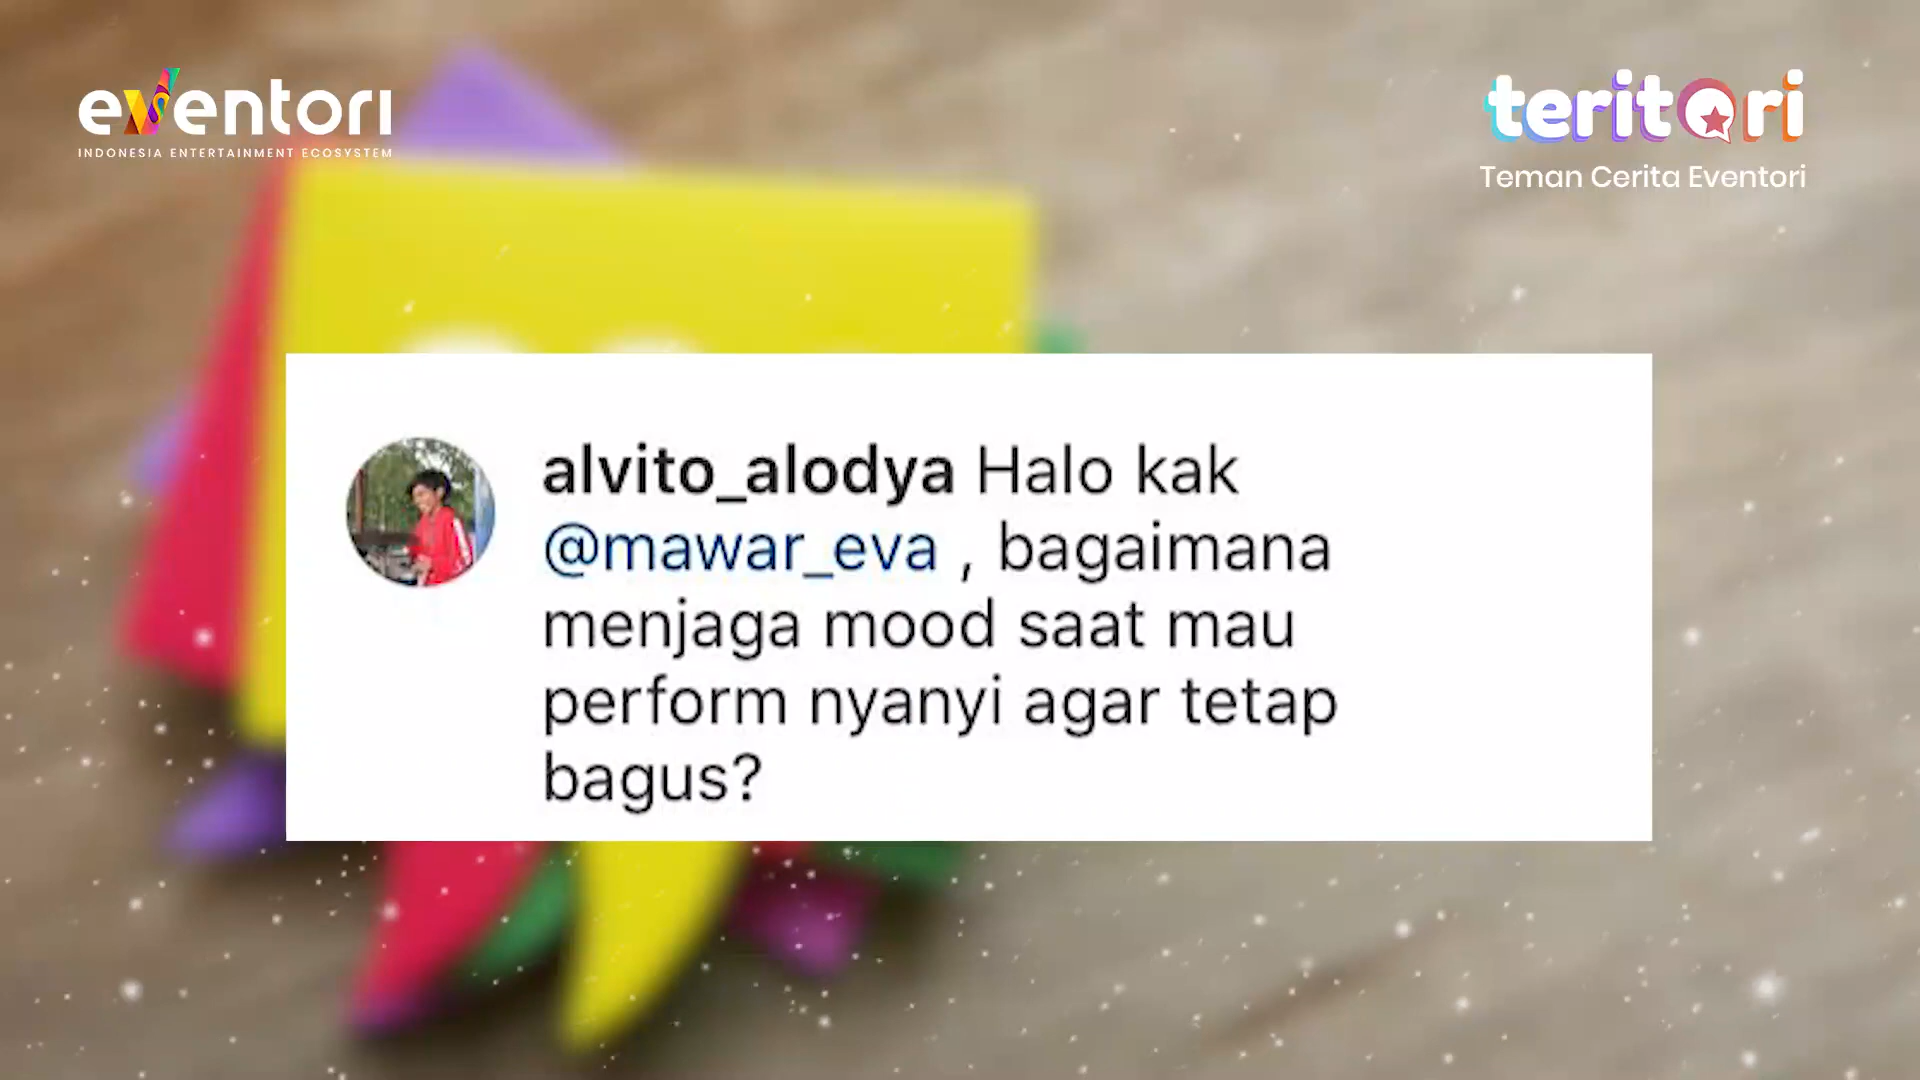 eventori
INDONESIA ENTERTAINMENT ECOSYSTEM
teritori
Teman Cerita Eventori
alvito_alodya Halo kak
@mawar_eva , bagaimana
menjaga mood saat mau
perform nyanyi agar tetap
bagus?